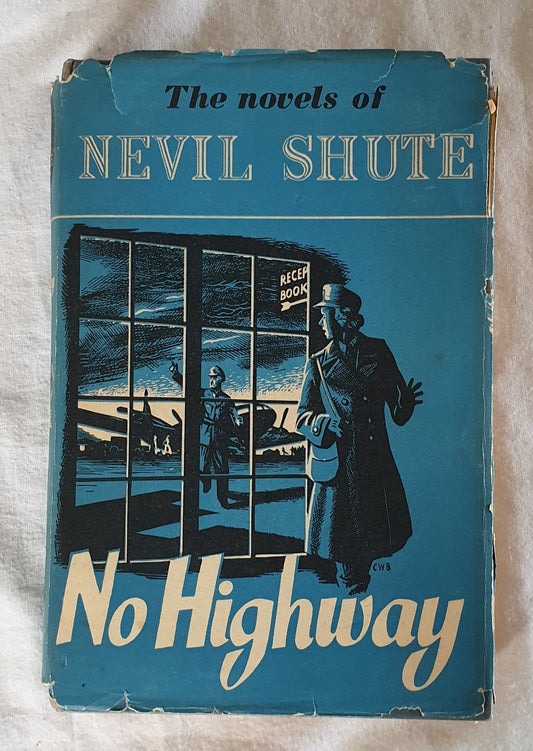 The novels of
NEVIL SHUTE
RECEP
BOOK
CWB
No Highway